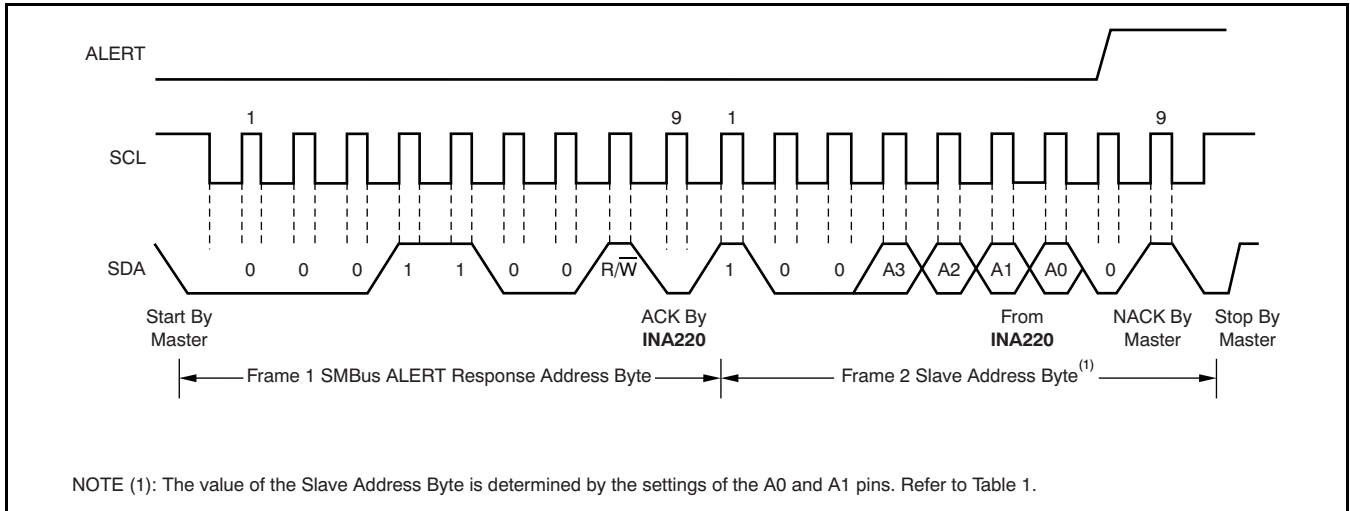 ALERT
1 9 1 9
SCL
SDA 0 0 0 1 1 0 0 R/W̅ 1 0 0 A3 A2 A1 A0 0
Start By
Master
ACK By
INA220
From
INA220
NACK By
Master
Stop By
Master
Frame 1 SMBus ALERT Response Address Byte
Frame 2 Slave Address Byte(1)
NOTE (1): The value of the Slave Address Byte is determined by the settings of the A0 and A1 pins. Refer to Table 1.